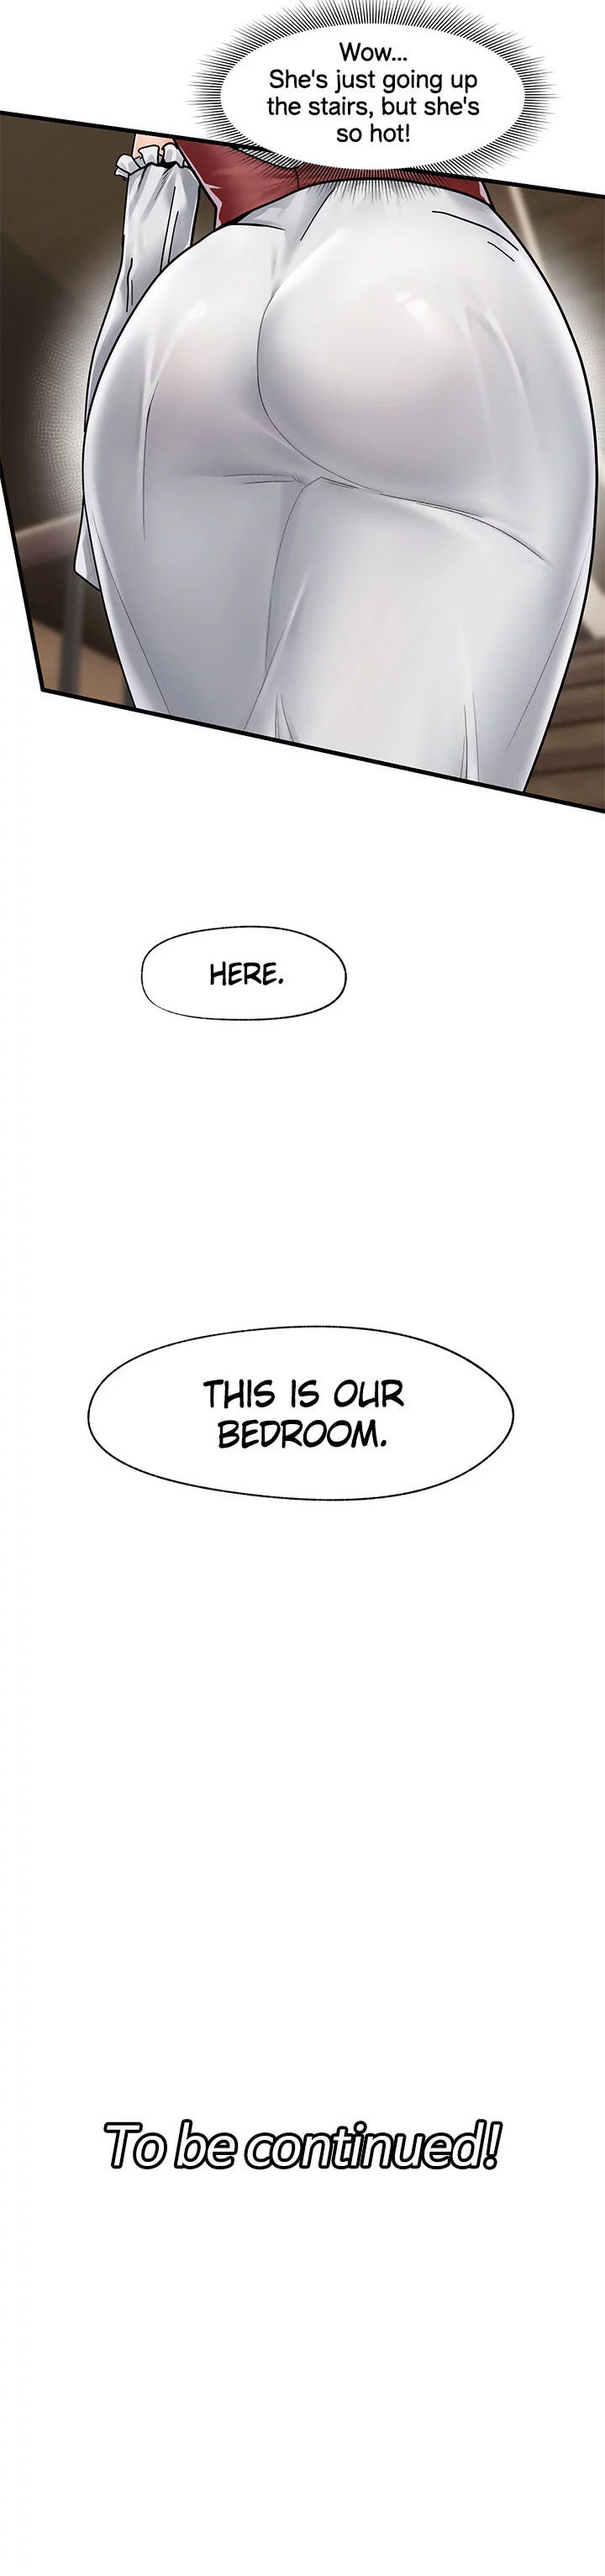 Wow...
She's just going up
the stairs, but she's
so hot!
HERE.
THIS IS OUR
BEDROOM.
To be continued!